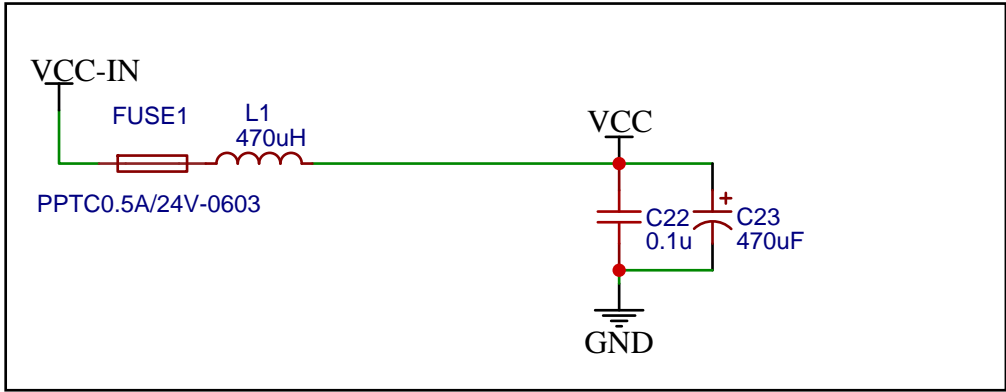 VCC-IN
FUSE1
L1
470uH
PPTC0.5A/24V-0603
VCC
+
C22
0.1u
C23
470uF
GND